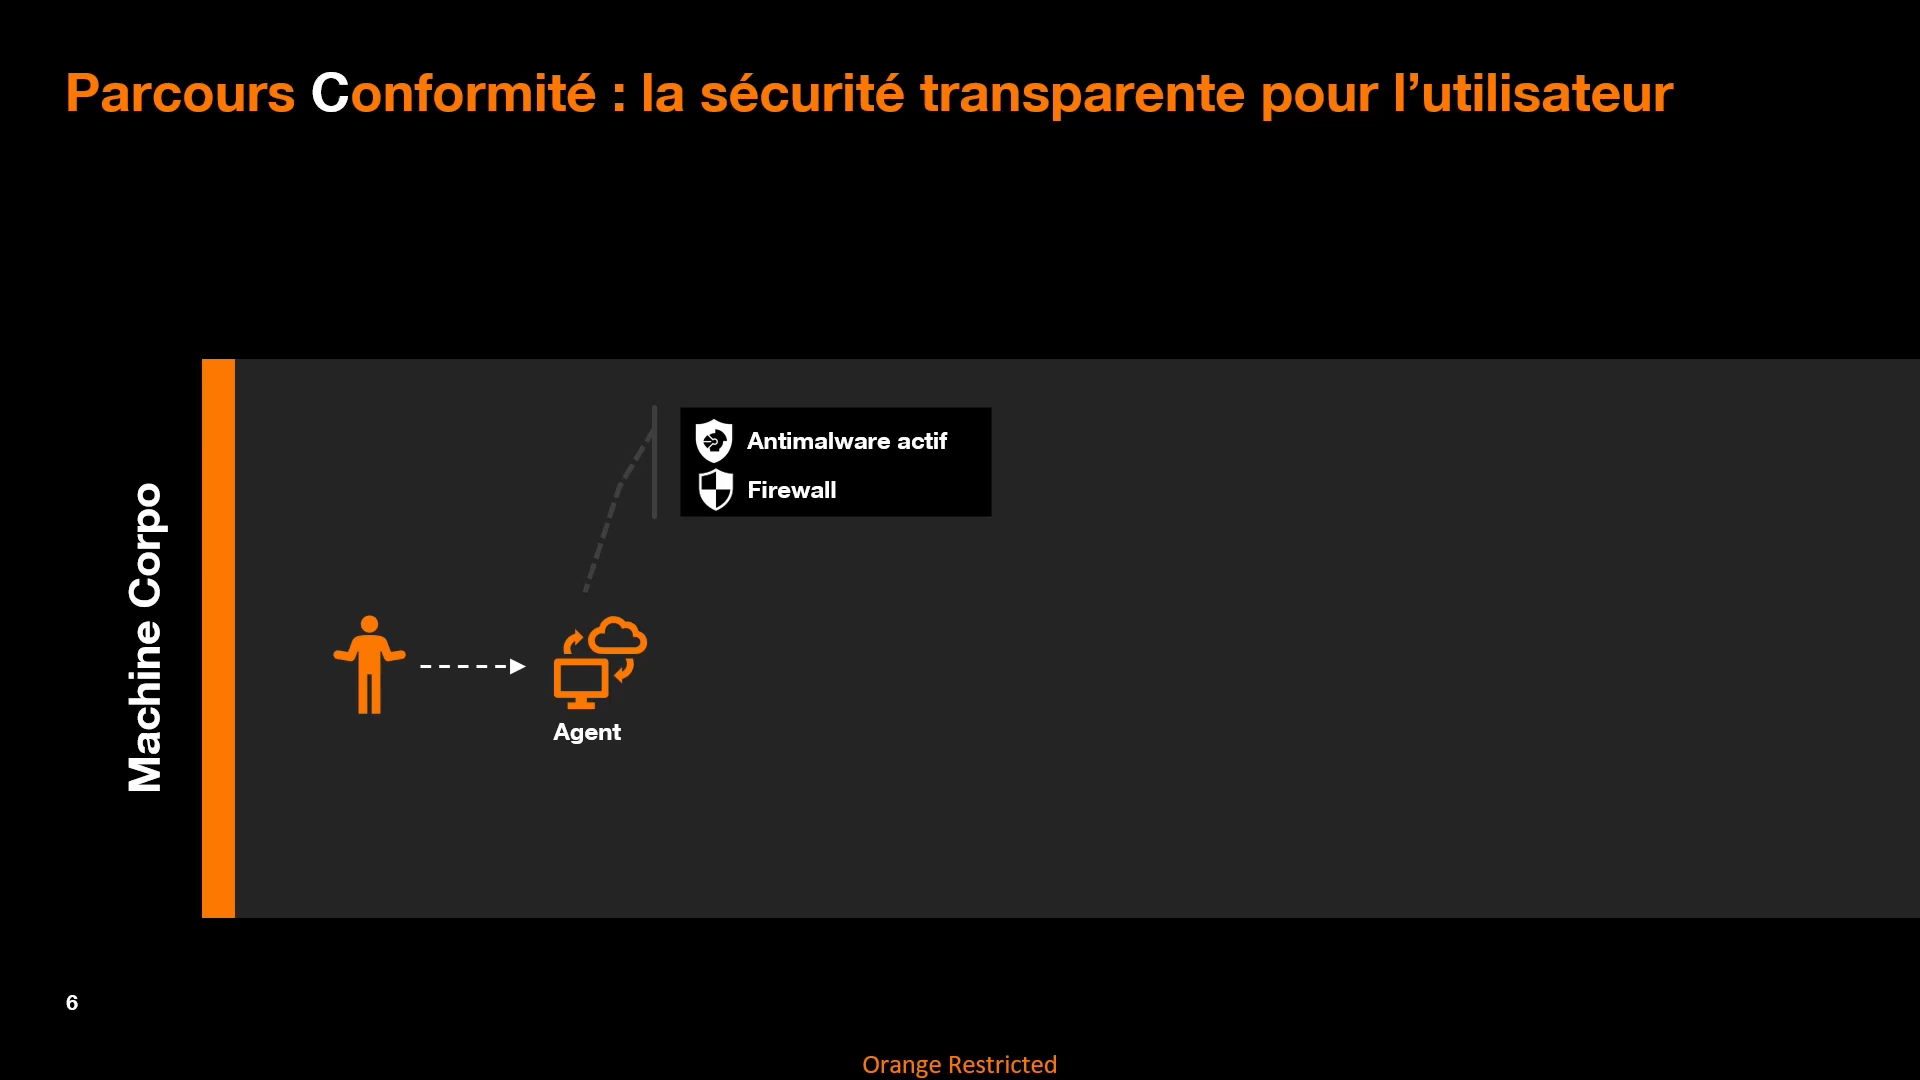 Parcours Conformité : la sécurité transparente pour l’utilisateur
Machine Corpo
Antimalware actif
Firewall
Agent
6
Orange Restricted